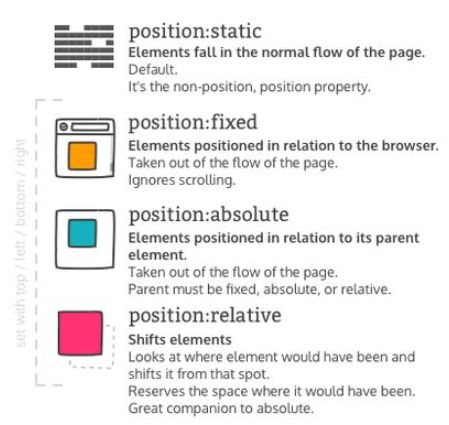 position:static
Elements fall in the normal flow of the page.
Default.
It's the non-position, position property.
set with top / left / bottom / right
position:fixed
Elements positioned in relation to the browser.
Taken out of the flow of the page.
Ignores scrolling.
position:absolute
Elements positioned in relation to its parent
element.
Taken out of the flow of the page.
Parent must be fixed, absolute, or relative.
position:relative
Shifts elements
Looks at where element would have been and
shifts it from that spot.
Reserves the space where it would have been.
Great companion to absolute.